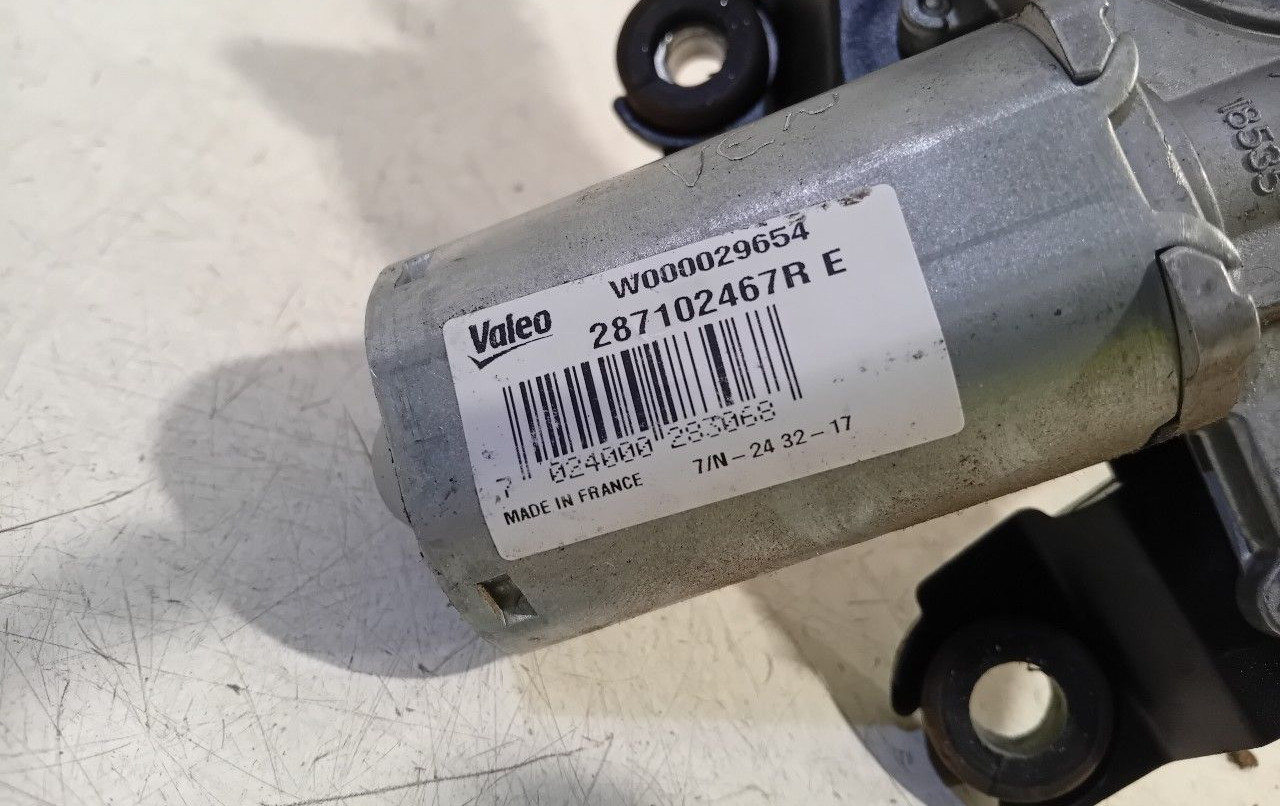 18535
W000029654
Valeo
287102467R E
7 024000 283068
7/N-24 32-17
MADE IN FRANCE